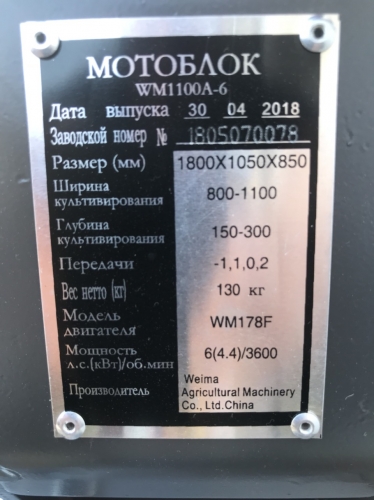 МОТОБЛОК
WM1100A-6
Дата выпуска 30 04 2018
Заводской номер № 1805070078
Размер (мм) 1800X1050X850
Ширина
культивирования 800-1100
Глубина
культивирования 150-300
Передачи -1,1,0,2
Вес нетто (кг) 130 кг
Модель
двигателя WM178F
Мощность
л.с.(кВт)/об.мин 6(4.4)/3600
Производитель Weima
Agricultural Machinery
Co., Ltd.China